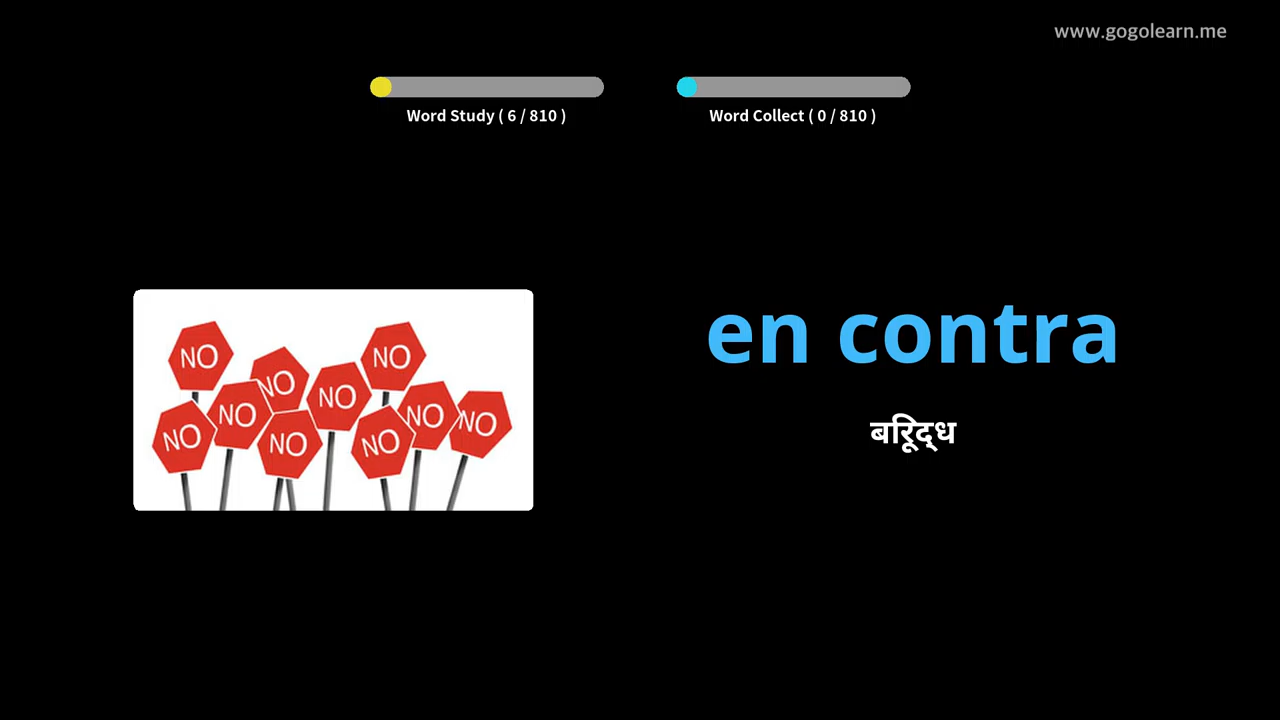 www.gogolearn.me
Word Study ( 6 / 810 )
Word Collect ( 0 / 810 )
NO
NO
NO
NO
NO
NO
NO
NO
NO
NO
en contra
बिरूद्ध